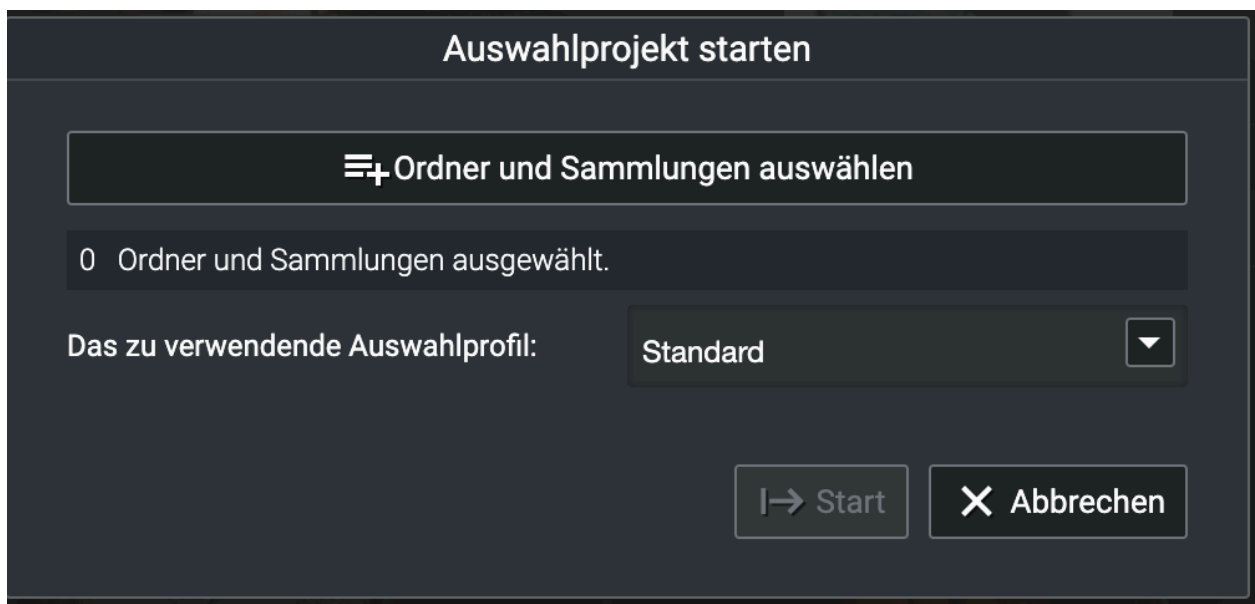 Auswahlprojekt starten
Ordner und Sammlungen auswählen
0 Ordner und Sammlungen ausgewählt.
Das zu verwendende Auswahlprofil: Standard
Start Abbrechen